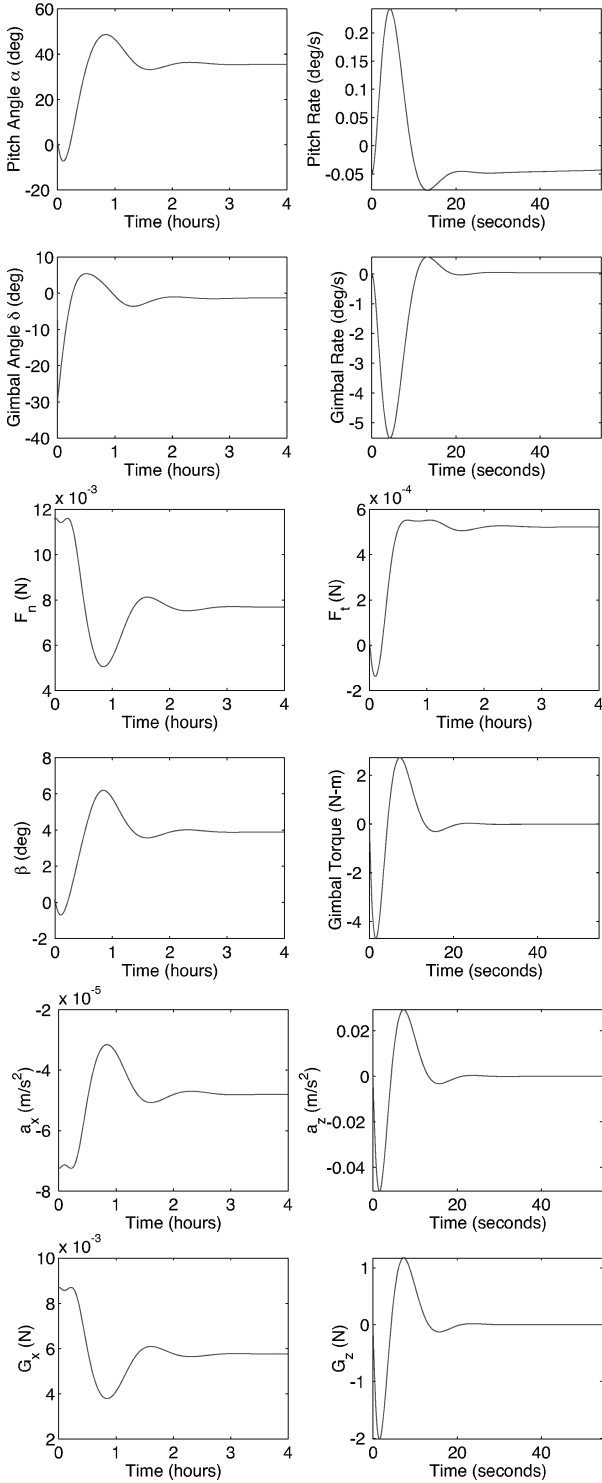 60
40
20
0
-20
Pitch Angle α (deg)
0 1 2 3 4
Time (hours)
0.2
0.15
0.1
0.05
0
-0.05
Pitch Rate (deg/s)
0 20 40
Time (seconds)
10
0
-10
-20
-30
-40
Gimbal Angle δ (deg)
0 1 2 3 4
Time (hours)
0
-1
-2
-3
-4
-5
Gimbal Rate (deg/s)
0 20 40
Time (seconds)
x 10-3
12
10
8
6
4
Fn (N)
0 1 2 3 4
Time (hours)
x 10-4
6
4
2
0
-2
Ft (N)
0 1 2 3 4
Time (hours)
8
6
4
2
0
-2
β (deg)
0 1 2 3 4
Time (hours)
2
0
-2
-4
Gimbal Torque (N-m)
0 20 40
Time (seconds)
x 10-5
-2
-4
-6
-8
ax (m/s2)
0 1 2 3 4
Time (hours)
0.02
0
-0.02
-0.04
az (m/s2)
0 20 40
Time (seconds)
x 10-3
10
8
6
4
2
Gx (N)
0 1 2 3 4
Time (hours)
1
0
-1
-2
Gz (N)
0 20 40
Time (seconds)